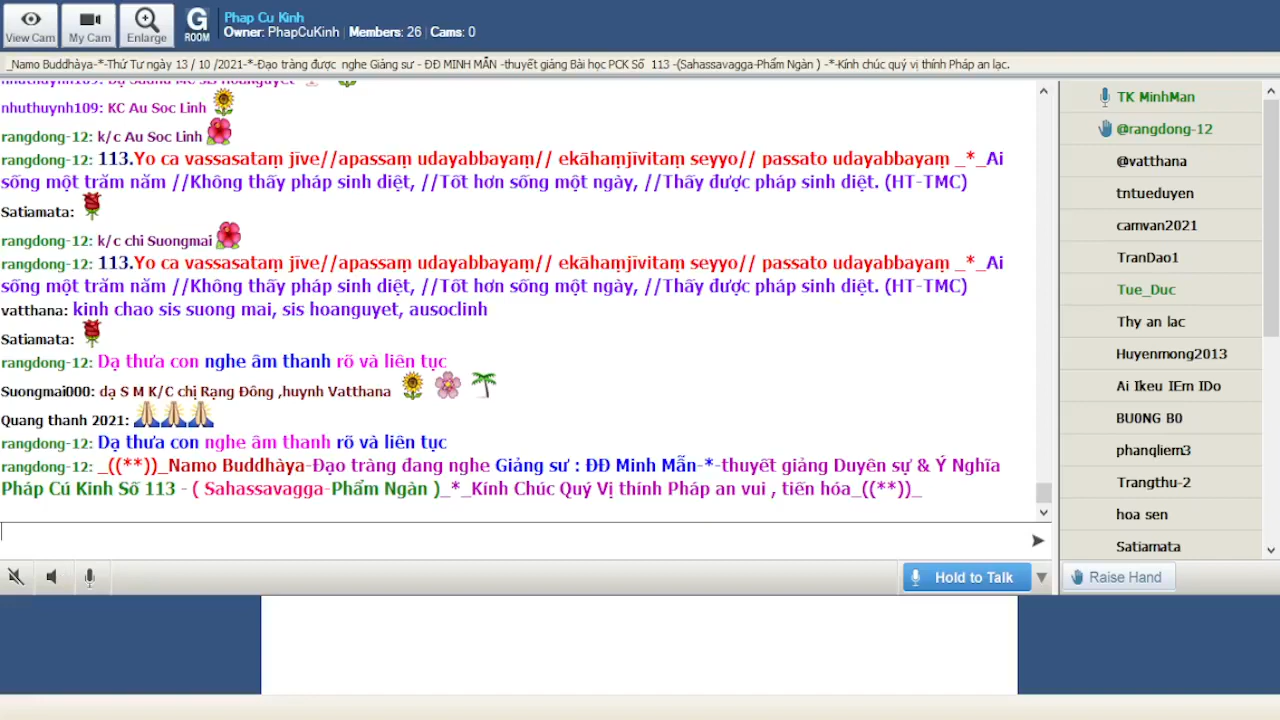 View Cam
My Cam
Enlarge
G
ROOM
Phap Cu Kinh
Owner: PhapCuKinh | Members: 26 | Cams: 0
_Namo Buddhàya-*-Thứ Tư ngày 13 / 10 /2021-*-Đạo tràng được nghe Giáng sư - ĐĐ MINH MẪN -thuyết giảng Bài học PCK Số 113 -(Sahassavagga-Phẩm Ngàn ) -*-Kính chúc quý vị thính Pháp an lạc.
nhuthuynh109: KC Au Soc Linh
rangdong-12: k/c Au Soc Linh
rangdong-12: 113.Yo ca vassasataṃ jīve//apassaṃ udayabbayaṃ// ekāhaṃjīvitaṃ seyyo// passato udayabbayaṃ _*_Ai
sống một trăm năm //Không thấy pháp sinh diệt, //Tốt hơn sống một ngày, //Thấy được pháp sinh diệt. (HT-TMC)
Satiamata:
rangdong-12: k/c chi Suongmai
rangdong-12: 113.Yo ca vassasataṃ jīve//apassaṃ udayabbayaṃ// ekāhaṃjīvitaṃ seyyo// passato udayabbayaṃ _*_Ai
sống một trăm năm //Không thấy pháp sinh diệt, //Tốt hơn sống một ngày, //Thấy được pháp sinh diệt. (HT-TMC)
vatthana: kinh chao sis suong mai, sis hoanguyet, ausoclinh
Satiamata:
rangdong-12: Dạ thưa con nghe âm thanh rõ và liên tục
Suongmai000: dạ S M K/C chị Rạng Đông ,huynh Vatthana
Quang thanh 2021:
rangdong-12: Dạ thưa con nghe âm thanh rõ và liên tục
rangdong-12: _((**))_Namo Buddhàya-Đạo tràng đang nghe Giảng sư : ĐĐ Minh Mẫn-*-thuyết giảng Duyên sự & Ý Nghĩa
Pháp Cú Kinh Số 113 - ( Sahassavagga-Phẩm Ngàn )_*_Kính Chúc Quý Vị thính Pháp an vui , tiến hóa_((**))_
Hold to Talk
TK MinhMan
@rangdong-12
@vatthana
tntueduyen
camvan2021
TranDao1
Tue_Duc
Thy an lac
Huyenmong2013
Ai lkeu IErn IDo
BU0NG B0
phanqliem3
Trangthu-2
hoa sen
Satiamata
Raise Hand